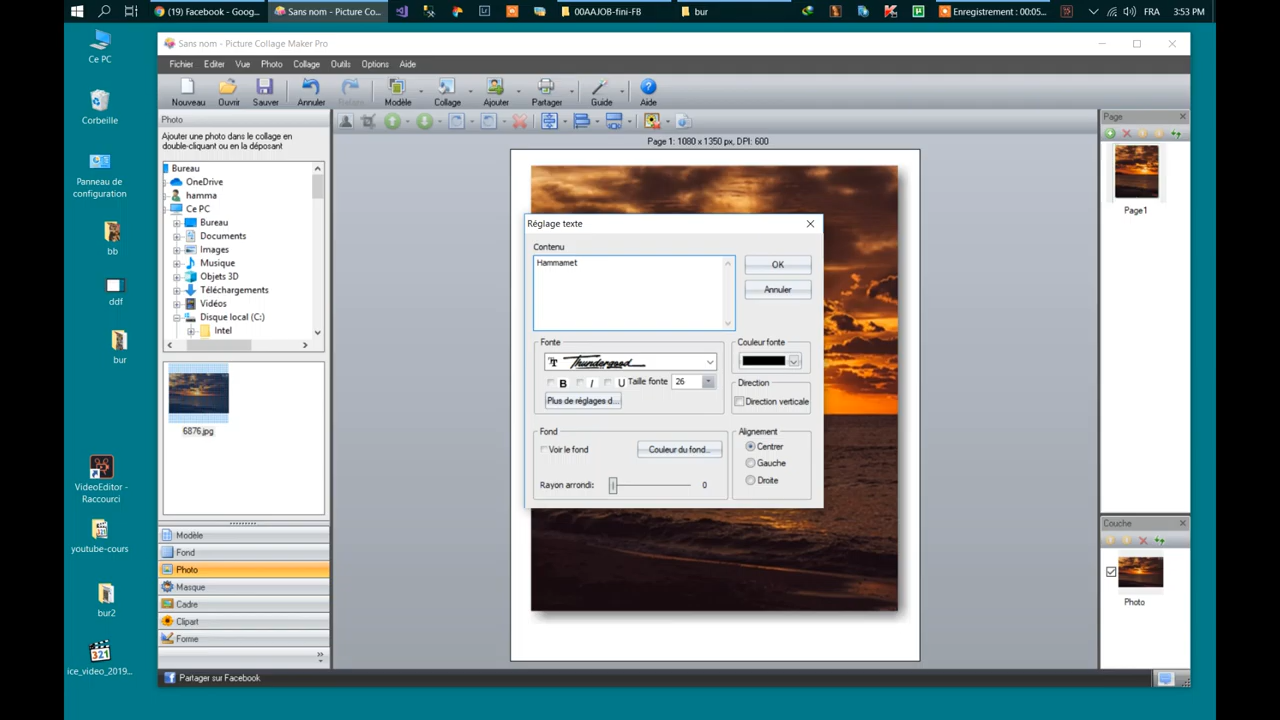 (19) Facebook - Goog...
Sans nom - Picture Co...
00AAJOB-fini-FB
bur
Enregistrement : 00:05...
FRA
3:53 PM
Ce PC
Corbeille
Panneau de
configuration
bb
ddf
bur
VideoEditor -
Raccourci
youtube-cours
bur2
ice_video_2019...
Sans nom - Picture Collage Maker Pro
Fichier
Editer
Vue
Photo
Collage
Outils
Options
Aide
Nouveau
Ouvrir
Sauver
Annuler
Modèle
Collage
Ajouter
Partager
Guide
Aide
Photo
Ajouter une photo dans le collage en
double-cliquant ou en la déposant
Bureau
OneDrive
hamma
Ce PC
Bureau
Documents
Images
Musique
Objets 3D
Téléchargements
Vidéos
Disque local (C:)
Intel
6876.jpg
Modèle
Fond
Photo
Masque
Cadre
Clipart
Forme
Partager sur Facebook
Page 1: 1080 x 1350 px, DPI: 600
Réglage texte
Contenu
Hammamet
OK
Annuler
Fonte
Thundergood
B
I
U
Taille fonte
26
Plus de réglages d...
Couleur fonte
Direction
Direction verticale
Fond
Voir le fond
Couleur du fond...
Rayon arrondi:
0
Alignement
Centrer
Gauche
Droite
Page
Page1
Couche
Photo